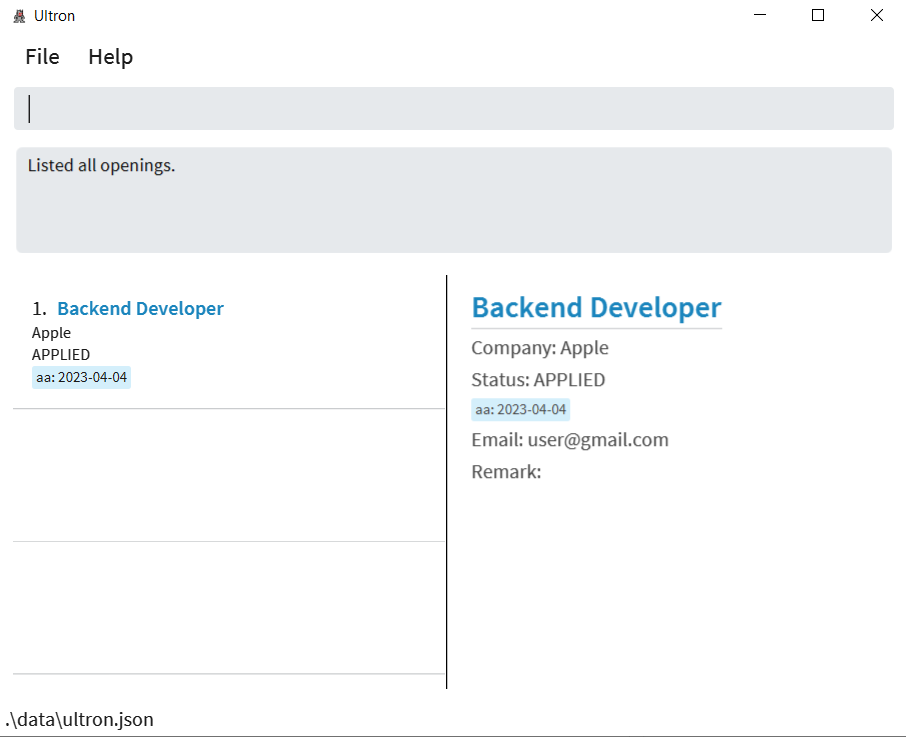 Ultron
File Help
Listed all openings.
1. Backend Developer
Apple
APPLIED
aa: 2023-04-04
Backend Developer
Company: Apple
Status: APPLIED
aa: 2023-04-04
Email: user@gmail.com
Remark:
.\data\ultron.json